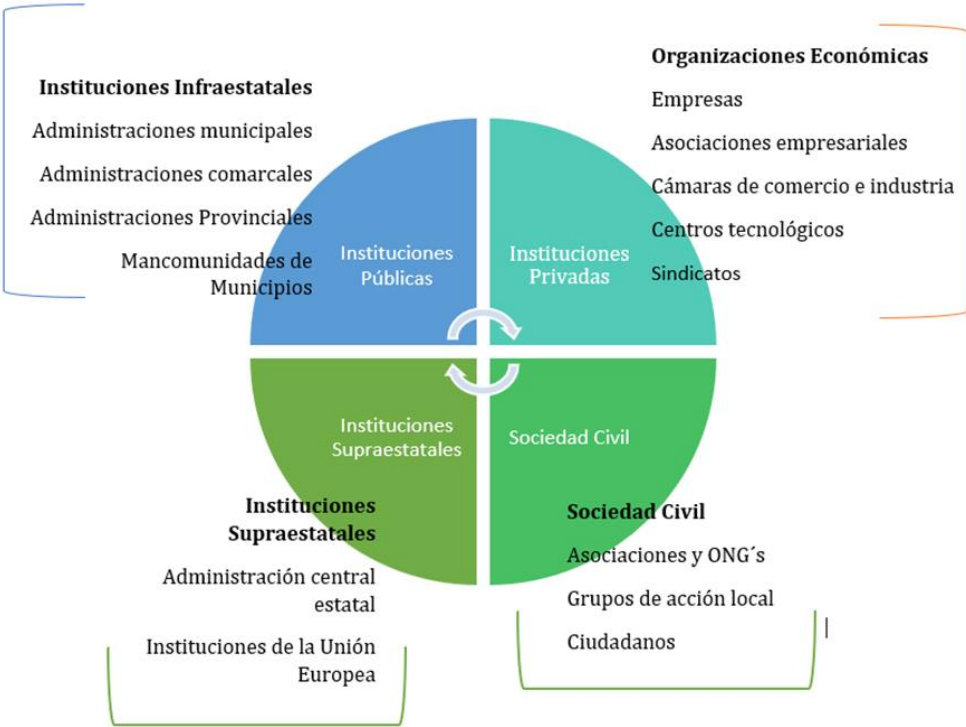 Instituciones Infraestatales
Administraciones municipales
Administraciones comarcales
Administraciones Provinciales
Mancomunidades de
Municipios
Organizaciones Económicas
Empresas
Asociaciones empresariales
Cámaras de comercio e industria
Centros tecnológicos
Sindicatos
Instituciones
Públicas
Instituciones
Privadas
Instituciones
Supraestatales
Sociedad Civil
Instituciones
Supraestatales
Administración central
estatal
Instituciones de la Unión
Europea
Sociedad Civil
Asociaciones y ONG´s
Grupos de acción local
Ciudadanos